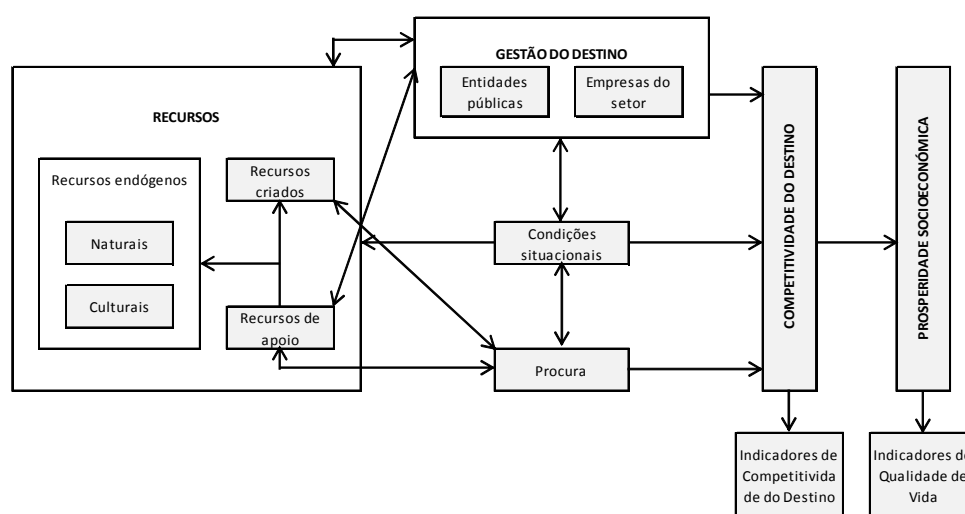 GESTÃO DO DESTINO
Entidades
públicas
Empresas do
setor
RECURSOS
Recursos endógenos
Naturais
Culturais
Recursos
criados
Recursos de
apoio
Condições
situacionais
Procura
COMPETITIVIDADE DO DESTINO
PROSPERIDADE SOCIOECONÓMICA
Indicadores de
Competitivida
de do Destino
Indicadores d
Qualidade de
Vida